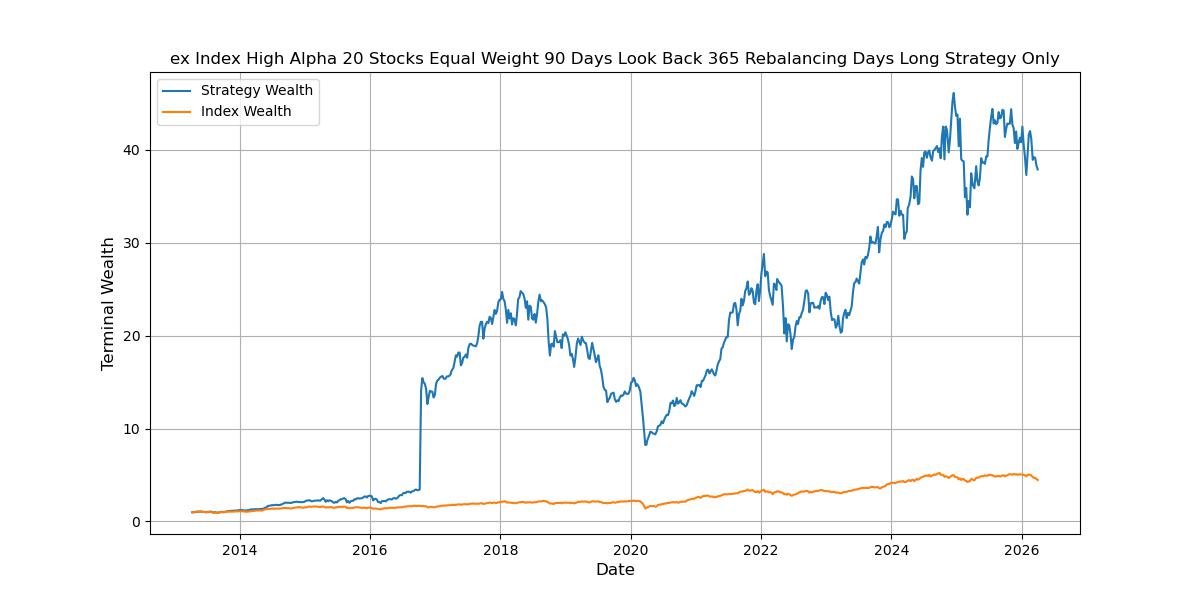 ex Index High Alpha 20 Stocks Equal Weight 90 Days Look Back 365 Rebalancing Days Long Strategy Only
Strategy Wealth
Index Wealth
Terminal Wealth
40
30
20
10
0
2014 2016 2018 2020 2022 2024 2026
Date